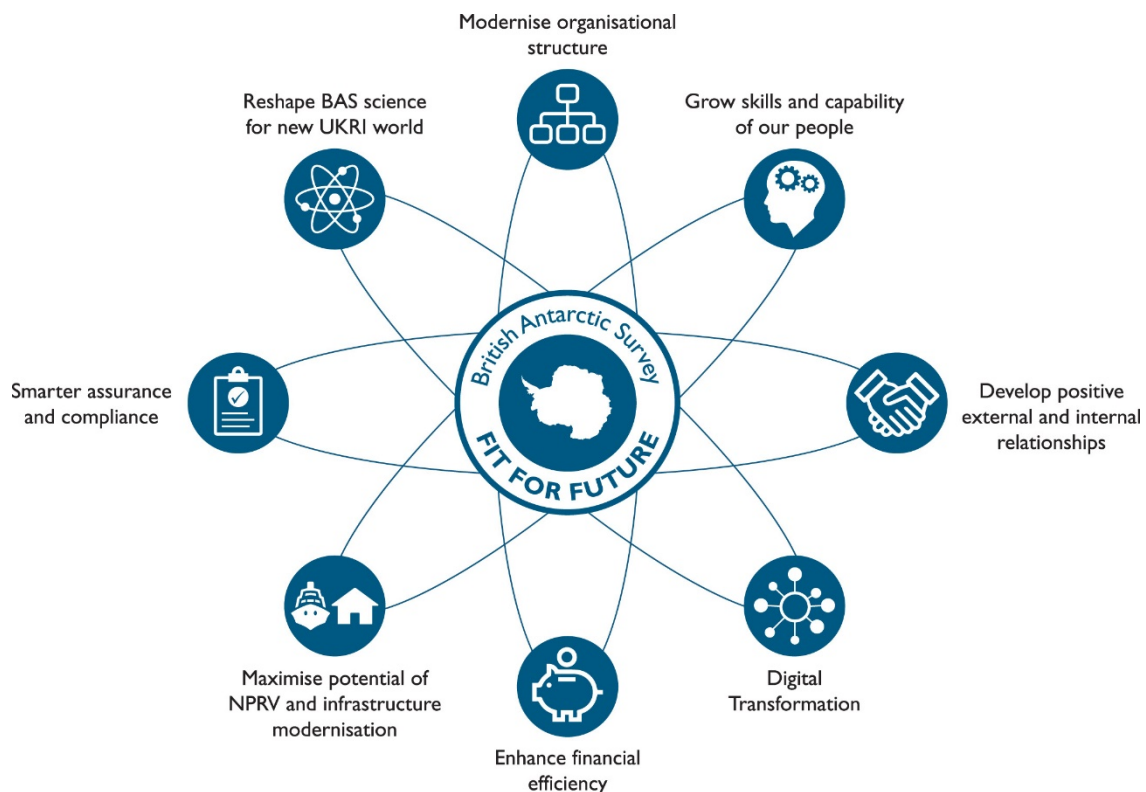 Modernise organisational
structure
Reshape BAS science
for new UKRI world
Grow skills and capability
of our people
British Antarctic Survey
FIT FOR FUTURE
Smarter assurance
and compliance
Develop positive
external and internal
relationships
Maximise potential of
NPRV and infrastructure
modernisation
Digital
Transformation
Enhance financial
efficiency